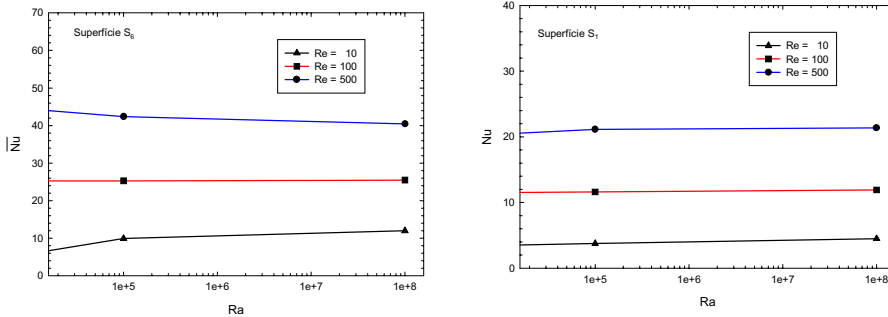 Superfície S6
Re = 10
Re = 100
Re = 500
70
60
50
40
30
20
10
0
Nu
1e+5
1e+6
1e+7
1e+8
Ra
Superfície S1
Re = 10
Re = 100
Re = 500
40
30
20
10
0
Nu
1e+5
1e+6
1e+7
1e+8
Ra